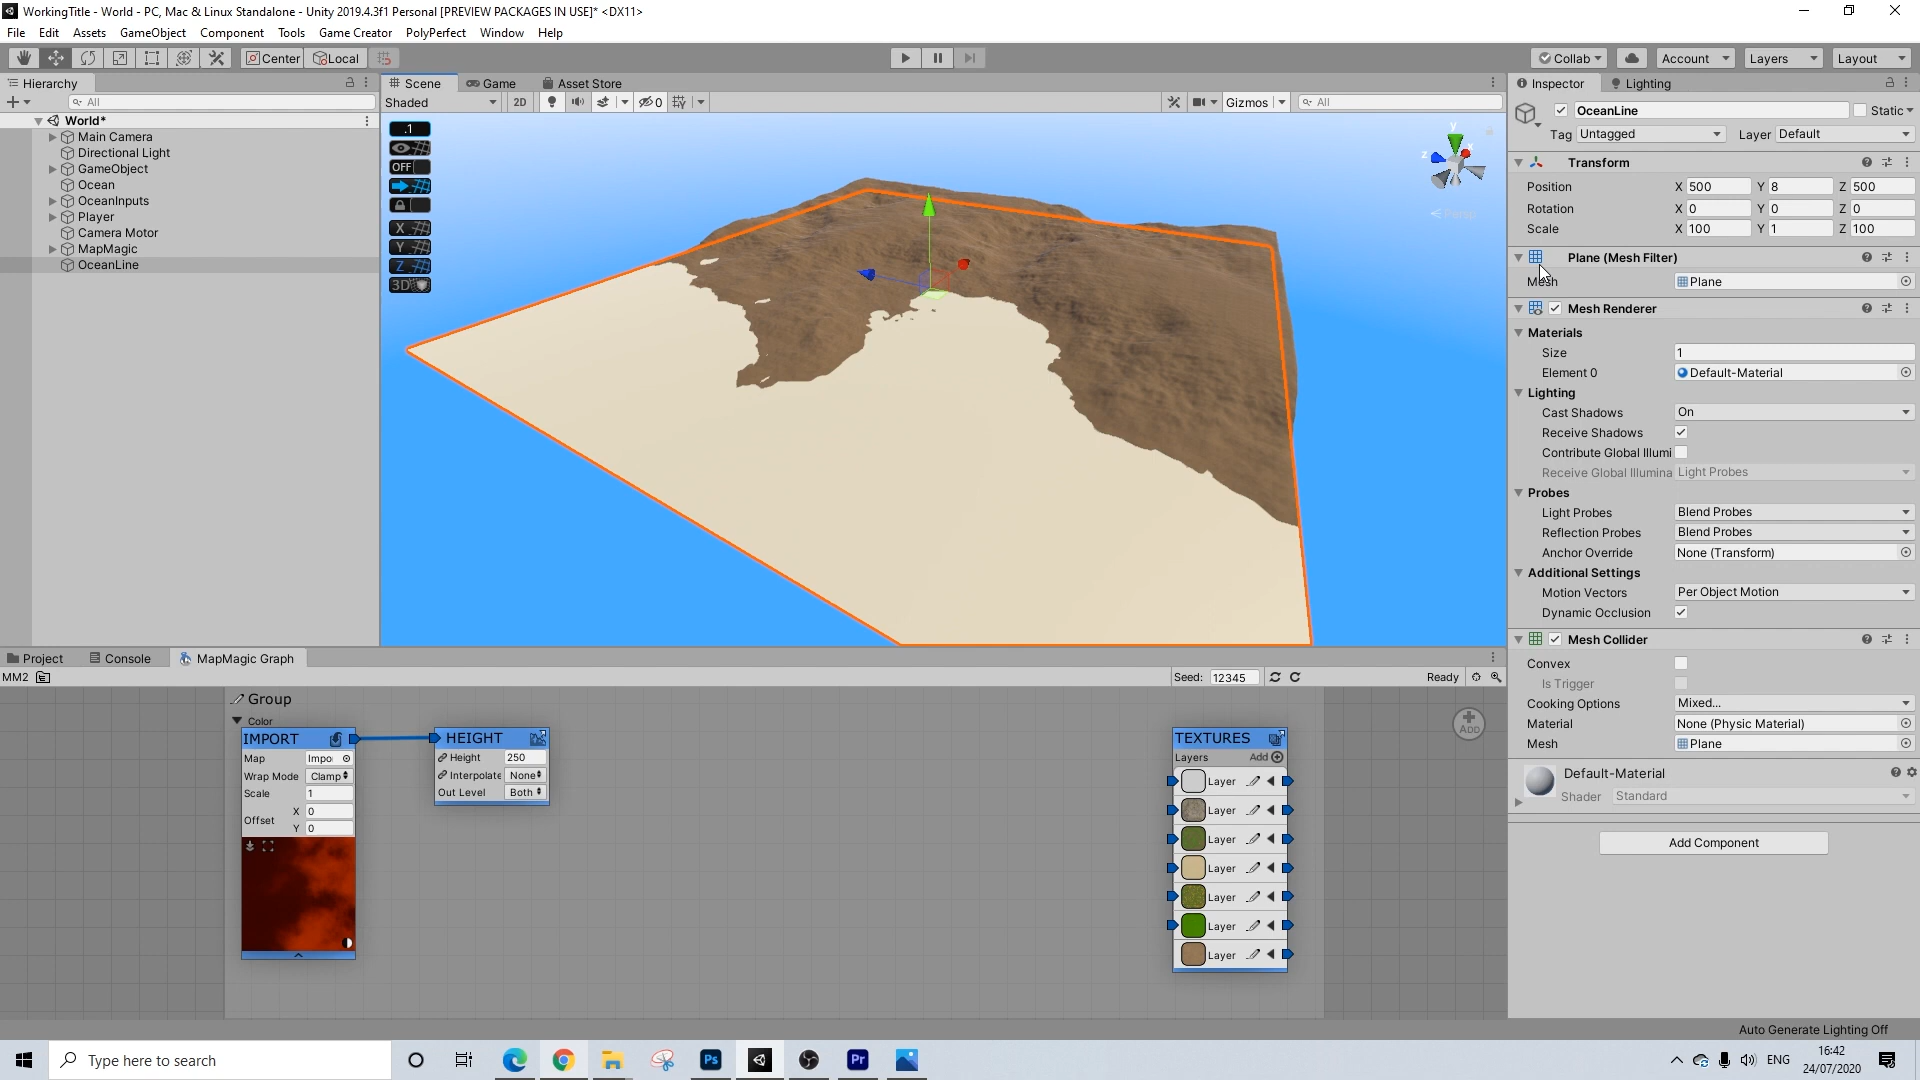 WorkingTitle - World - PC, Mac & Linux Standalone - Unity 2019.4.3f1 Personal [PREVIEW PACKAGES IN USE]* <DX11>
File Edit Assets GameObject Component Tools Game Creator PolyPerfect Window Help
Center Local Collab Account Layers Layout
Hierarchy
All
World*
Main Camera
Directional Light
GameObject
Ocean
OceanInputs
Player
Camera Motor
MapMagic
OceanLine
Scene Game Asset Store
Shaded 2D 0 Gizmos All
.1
OFF
X
Y
Z
3D
y
x
z
Persp
Inspector Lighting
OceanLine Static
Tag Untagged Layer Default
Transform
Position X 500 Y 8 Z 500
Rotation X 0 Y 0 Z 0
Scale X 100 Y 1 Z 100
Plane (Mesh Filter)
Mesh Plane
Mesh Renderer
Materials
Size 1
Element 0 Default-Material
Lighting
Cast Shadows On
Receive Shadows
Contribute Global Illumi
Receive Global Illumina Light Probes
Probes
Light Probes Blend Probes
Reflection Probes Blend Probes
Anchor Override None (Transform)
Additional Settings
Motion Vectors Per Object Motion
Dynamic Occlusion
Mesh Collider
Convex
Is Trigger
Cooking Options Mixed...
Material None (Physic Material)
Mesh Plane
Default-Material
Shader Standard
Add Component
Project Console MapMagic Graph
MM2 Seed: 12345 Ready
Group
Color
IMPORT
Map Impo
Wrap Mode Clamp
Scale 1
Offset X 0
Y 0
HEIGHT
Height 250
Interpolate None
Out Level Both
TEXTURES
Layers Add
Layer
Layer
Layer
Layer
Layer
Layer
Layer
ADD
Auto Generate Lighting Off
Type here to search
Ps
Pr
ENG
16:42
24/07/2020